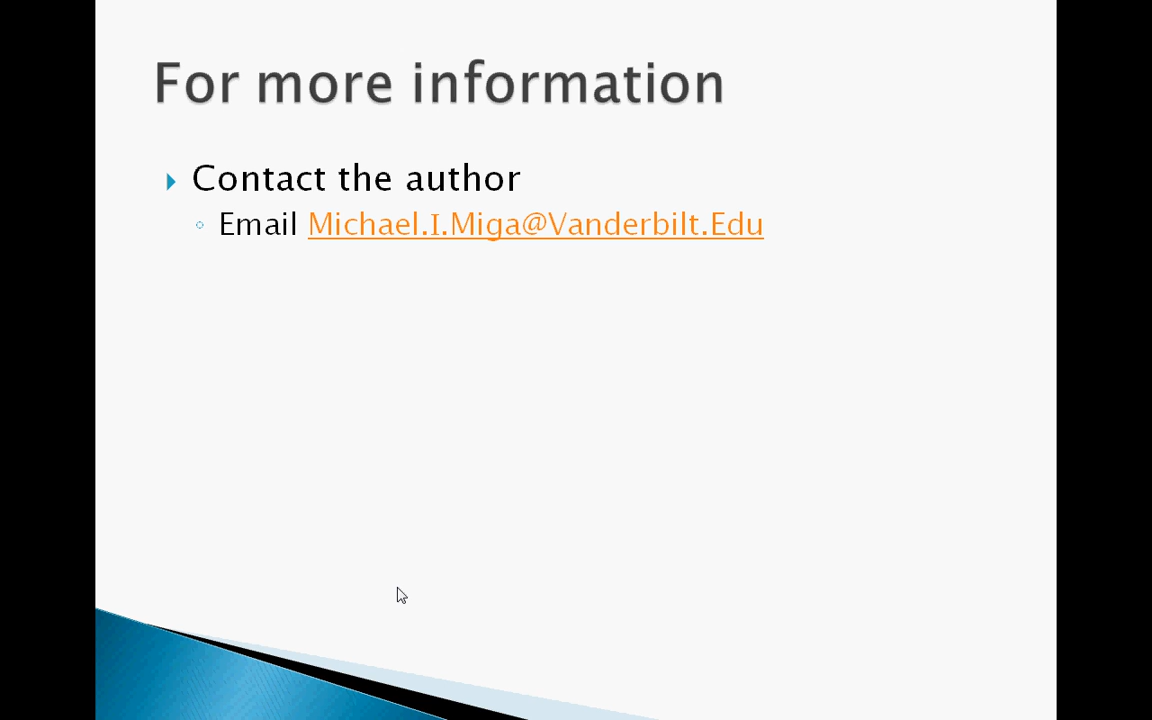 For more information
Contact the author
Email Michael.I.Miga@Vanderbilt.Edu